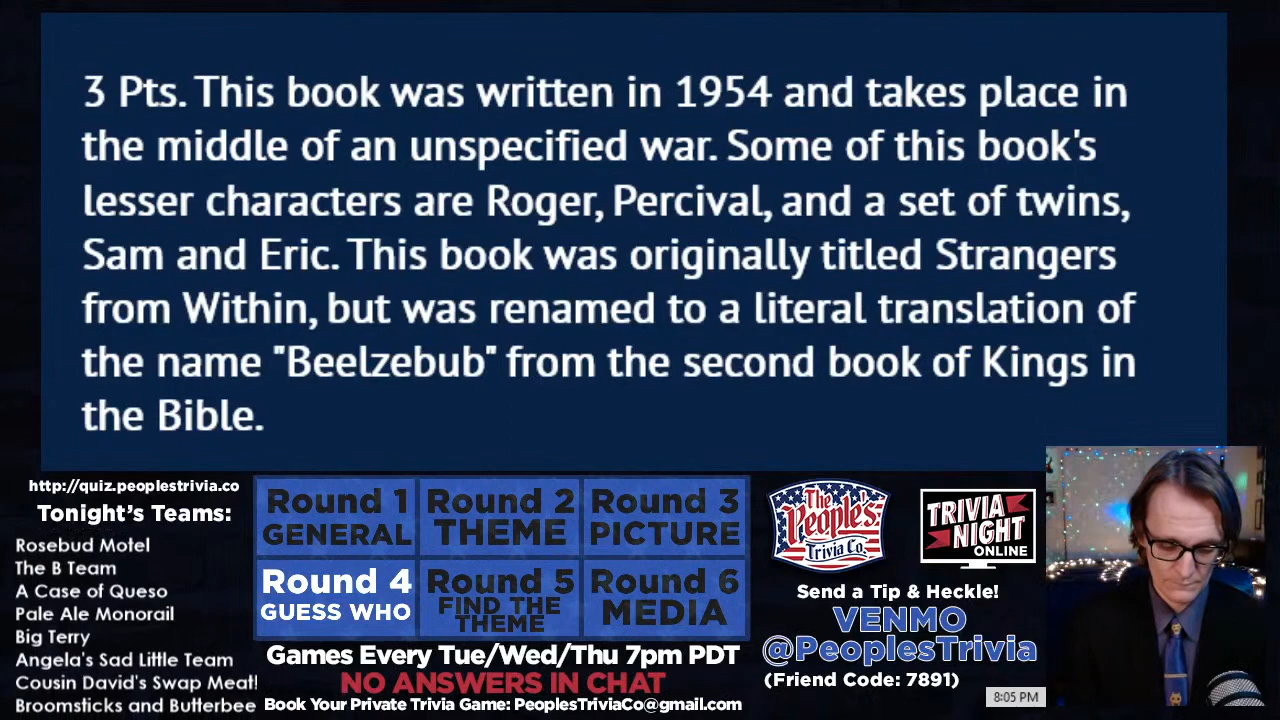 3 Pts. This book was written in 1954 and takes place in
the middle of an unspecified war. Some of this book's
lesser characters are Roger, Percival, and a set of twins,
Sam and Eric. This book was originally titled Strangers
from Within, but was renamed to a literal translation of
the name "Beelzebub" from the second book of Kings in
the Bible.
http://quiz.peoplestrivia.co
Tonight's Teams:
Rosebud Motel
The B Team
A Case of Queso
Pale Ale Monorail
Big Terry
Angela's Sad Little Team
Cousin David's Swap Meat!
Broomsticks and Butterbee
Round 1
GENERAL
Round 2
THEME
Round 3
PICTURE
Round 4
GUESS WHO
Round 5
FIND THE
THEME
Round 6
MEDIA
Games Every Tue/Wed/Thu 7pm PDT
NO ANSWERS IN CHAT
Book Your Private Trivia Game: PeoplesTriviaCo@gmail.com
The
People's
Trivia Co.
TRIVIA
NIGHT
ONLINE
Send a Tip & Heckle!
VENMO
@PeoplesTrivia
(Friend Code: 7891)
8:05 PM